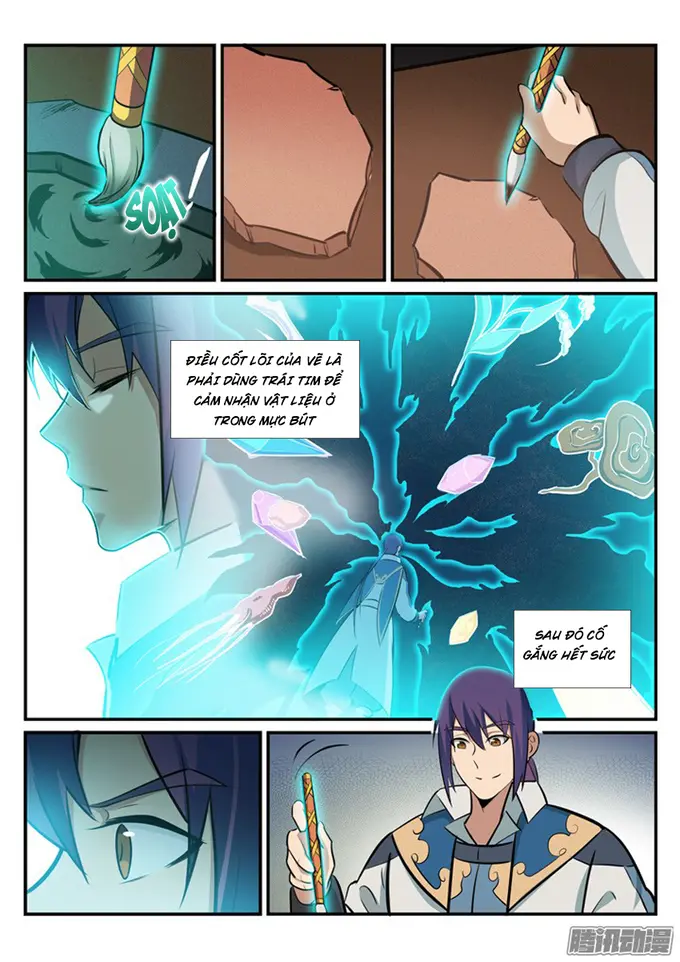 SOẠT!
ĐIỀU CỐT LÕI CỦA VẼ LÀ
PHẢI DÙNG TRÁI TIM ĐỂ
CẢM NHẬN VẬT LIỆU Ở
TRONG MỰC BÚT
SAU ĐÓ CỐ
GẮNG HẾT SỨC
腾讯动漫